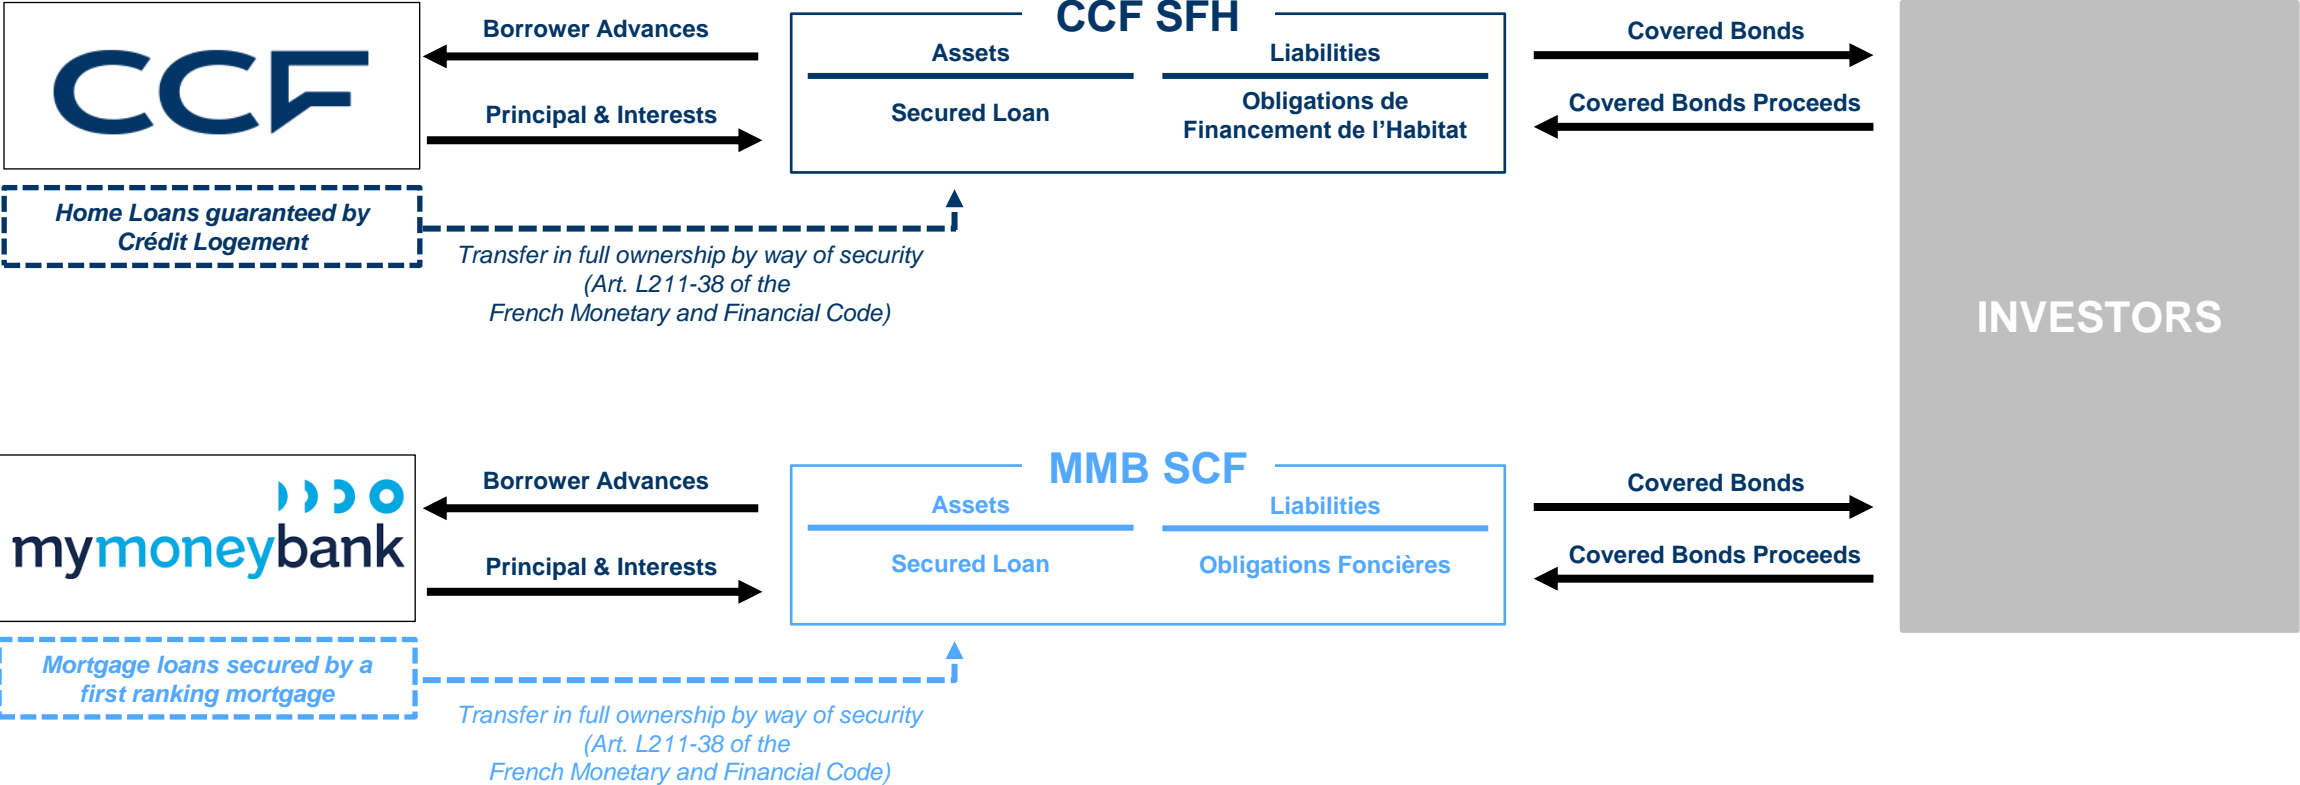 CCF
Borrower Advances
Principal & Interests
CCF SFH
Assets
Liabilities
Secured Loan
Obligations de
Financement de l’Habitat
Covered Bonds
Covered Bonds Proceeds
Home Loans guaranteed by
Crédit Logement
Transfer in full ownership by way of security
(Art. L211-38 of the
French Monetary and Financial Code)
INVESTORS
mymoneybank
Borrower Advances
Principal & Interests
MMB SCF
Assets
Liabilities
Secured Loan
Obligations Foncières
Covered Bonds
Covered Bonds Proceeds
Mortgage loans secured by a
first ranking mortgage
Transfer in full ownership by way of security
(Art. L211-38 of the
French Monetary and Financial Code)